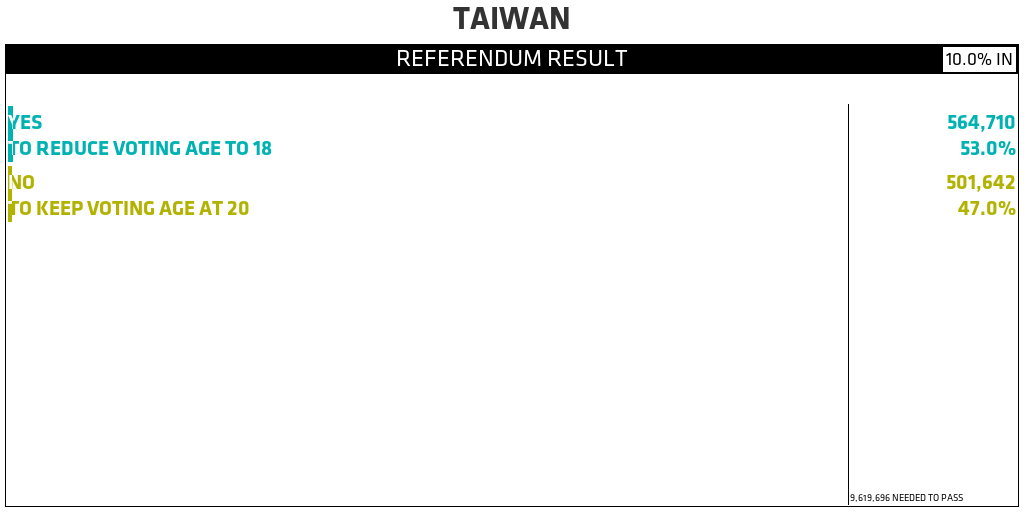 TAIWAN
REFERENDUM RESULT
10.0% IN
YES
564,710
TO REDUCE VOTING AGE TO 18
53.0%
NO
501,642
TO KEEP VOTING AGE AT 20
47.0%
9,619,696 NEEDED TO PASS